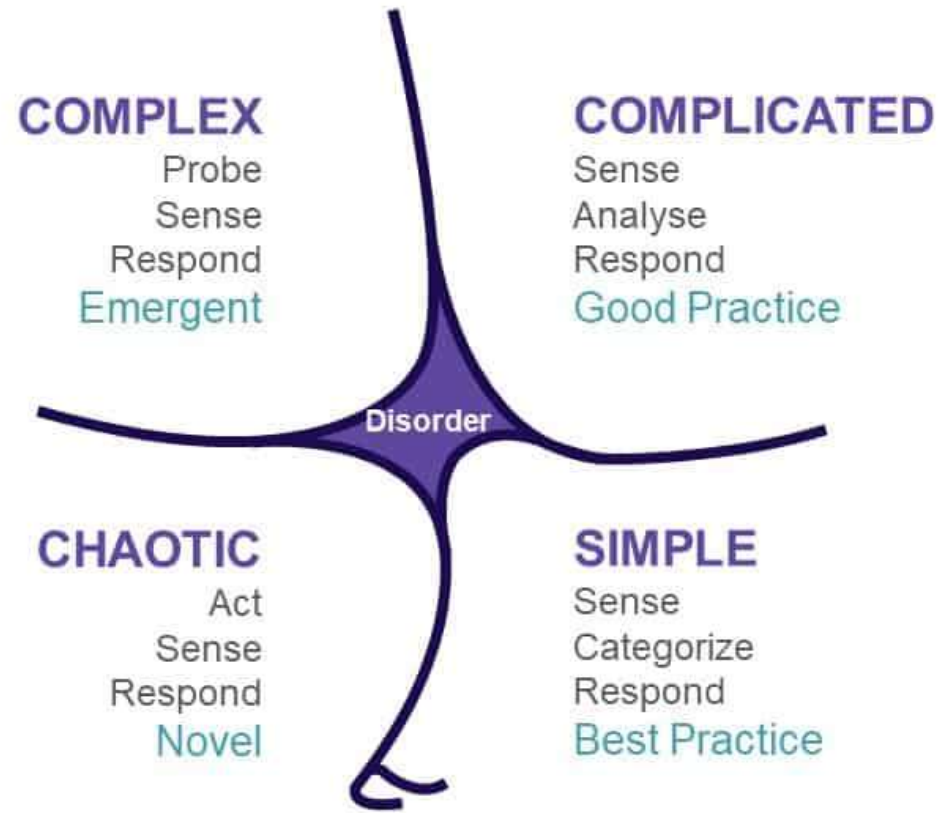 COMPLEX
Probe
Sense
Respond
Emergent
COMPLICATED
Sense
Analyse
Respond
Good Practice
Disorder
CHAOTIC
Act
Sense
Respond
Novel
SIMPLE
Sense
Categorize
Respond
Best Practice